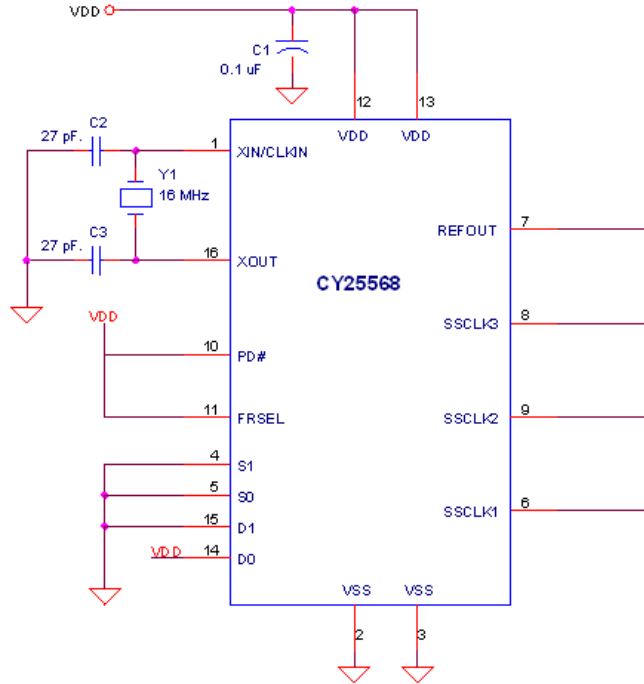 VDD
C1
0.1 uF
12
13
VDD
VDD
C2
27 pF.
1
XIN/CLKIN
Y1
16 MHz
7
REFOUT
C3
27 pF.
16
XOUT
CY25568
VDD
8
SSCLK3
10
PD#
11
FRSEL
9
SSCLK2
4
S1
5
S0
15
D1
6
SSCLK1
VDD
14
D0
VSS
VSS
2
3